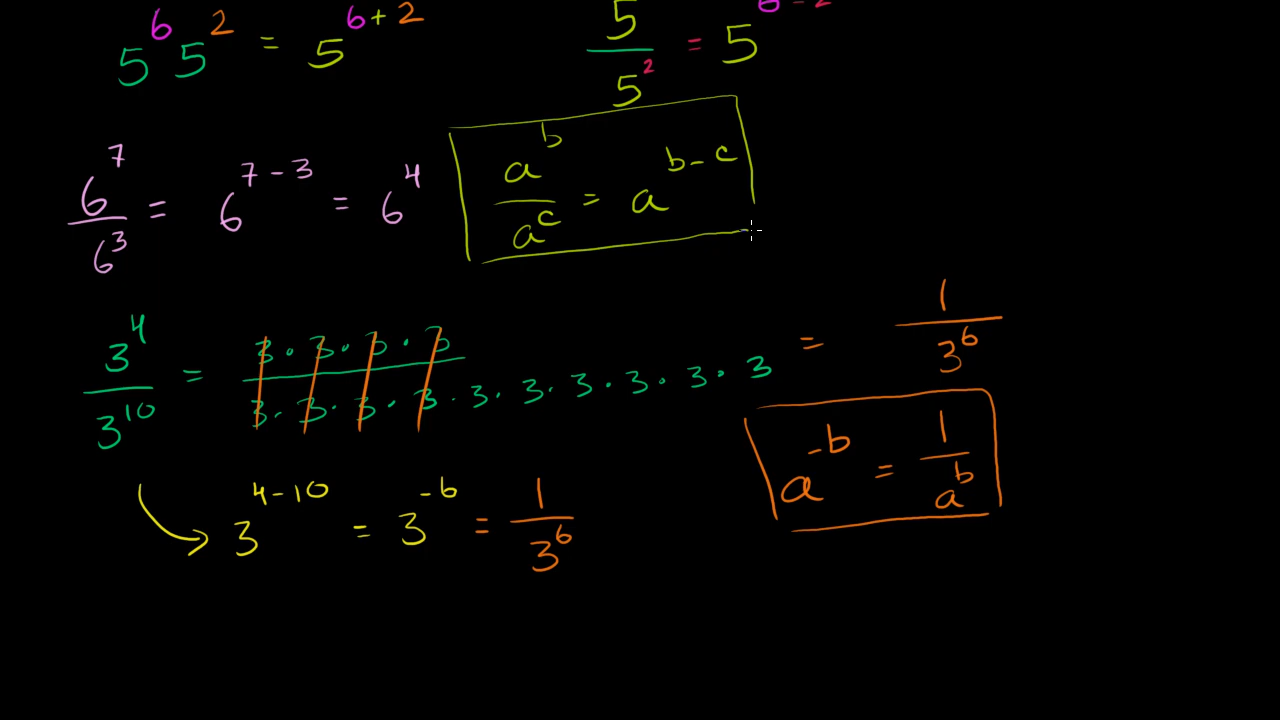 5^6 5^2 = 5^(6+2)
5/5^2 = 5^(6-2)
6^7/6^3 = 6^(7-3) = 6^4
a^b/a^c = a^(b-c)
3^4/3^10 = (3·3·3·3)/(3·3·3·3·3·3·3·3·3·3) = 1/3^6
a^(-b) = 1/a^b
3^(4-10) = 3^(-6) = 1/3^6